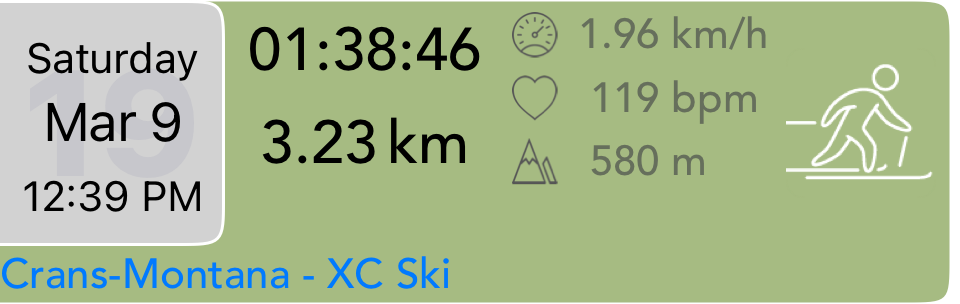 Saturday
Mar 9
12:39 PM
19
01:38:46
3.23 km
1.96 km/h
119 bpm
580 m
Crans-Montana - XC Ski